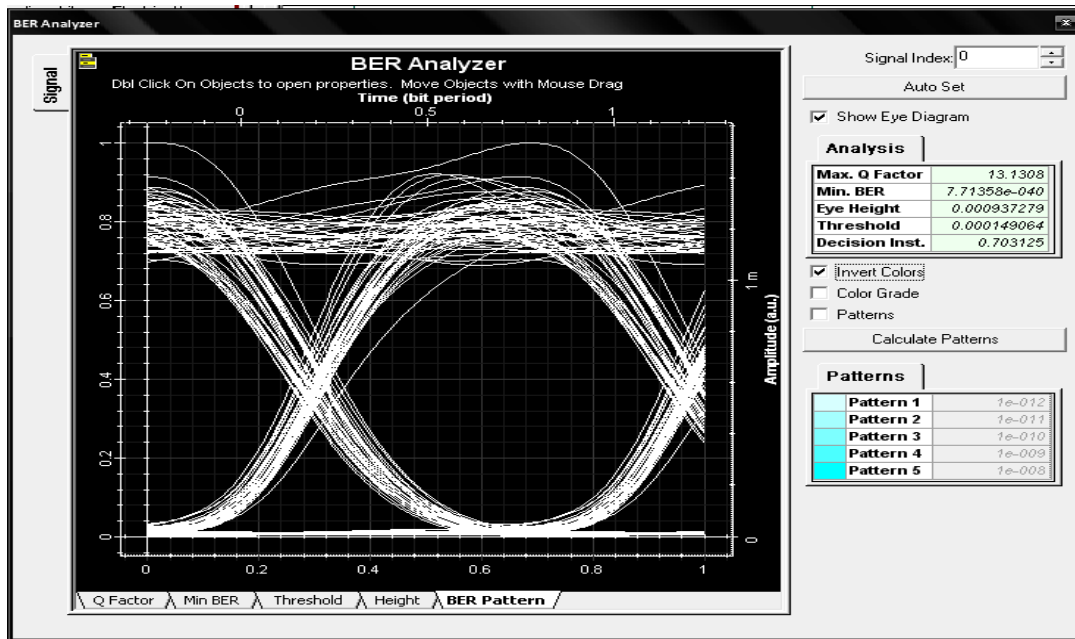 BER Analyzer
Signal
BER Analyzer
Dbl Click On Objects to open properties. Move Objects with Mouse Drag
Time (bit period)
0 0.5 1
1
0.8
0.6
0.4
0.2
0
1 m
0
Amplitude (a.u.)
0 0.2 0.4 0.6 0.8 1
Q Factor Min BER Threshold Height BER Pattern
Signal Index: 0
Auto Set
Show Eye Diagram
Analysis
Max. Q Factor 13.1308
Min. BER 7.71358e-040
Eye Height 0.000937279
Threshold 0.000149064
Decision Inst. 0.703125
Invert Colors
Color Grade
Patterns
Calculate Patterns
Patterns
Pattern 1 1e-012
Pattern 2 1e-011
Pattern 3 1e-010
Pattern 4 1e-009
Pattern 5 1e-008